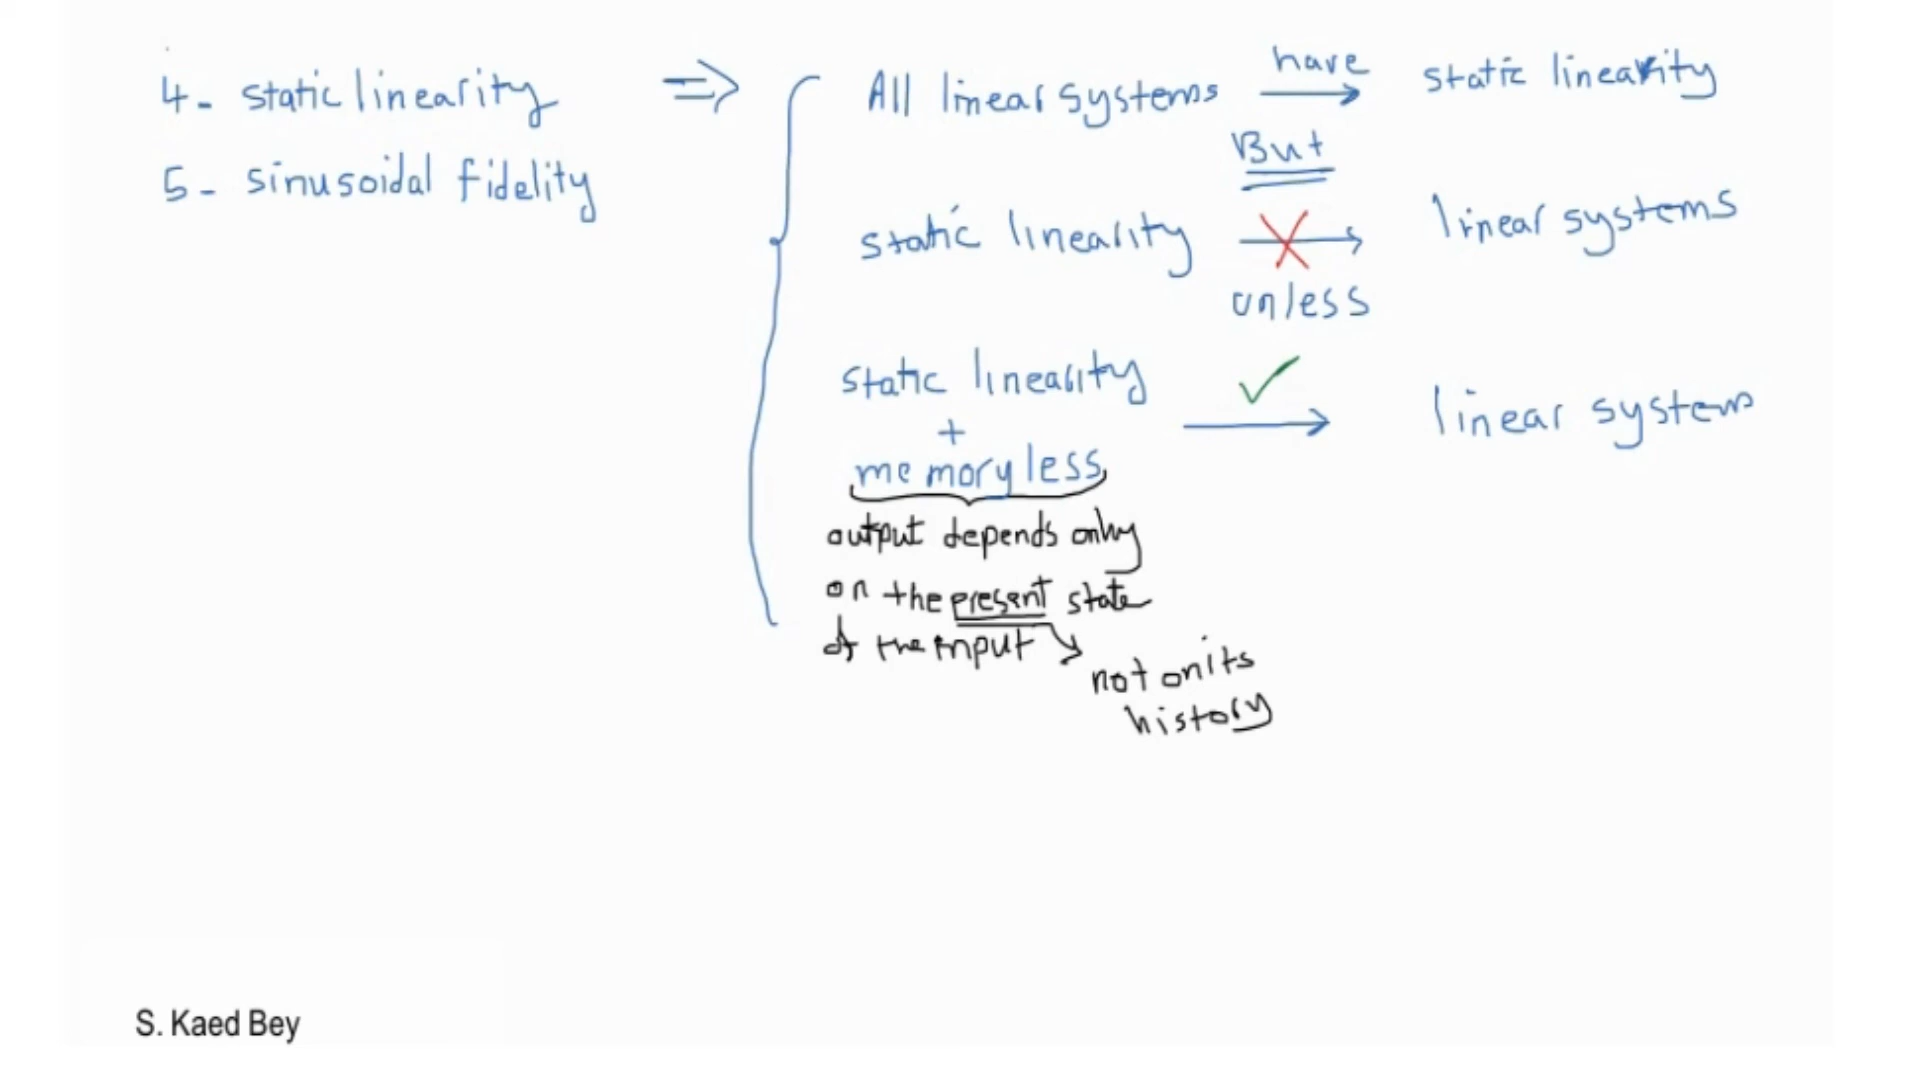 4- static linearity => All linear systems have → static linearity
5- sinusoidal fidelity
But
static linearity → linear systems
unless
static linearity
+
memoryless
→ linear system
output depends only
on the present state
of the input
not on its
history
S. Kaed Bey